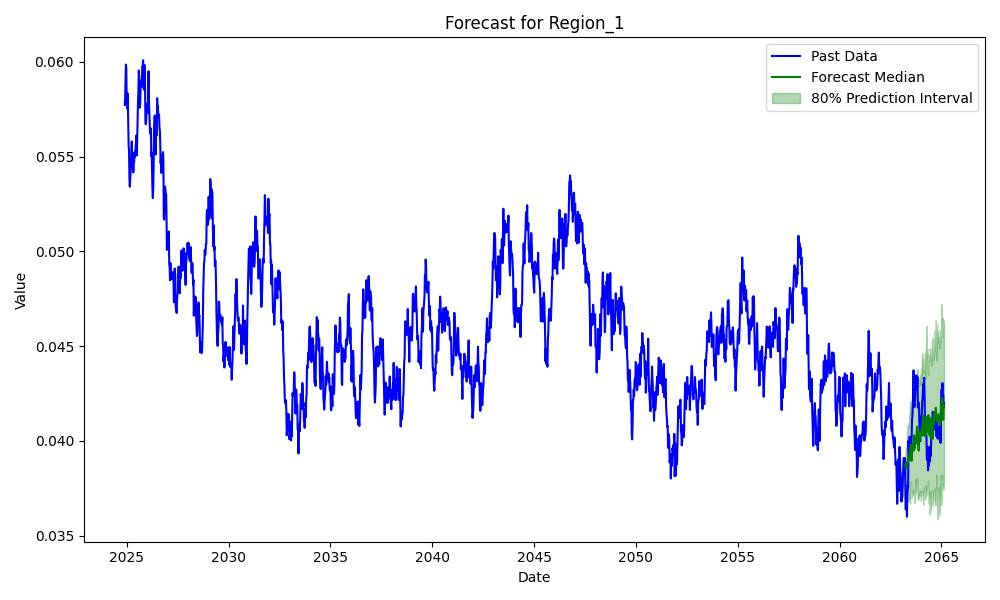 Forecast for Region_1
Past Data
Forecast Median
80% Prediction Interval
Value
0.060
0.055
0.050
0.045
0.040
0.035
2025
2030
2035
2040
2045
2050
2055
2060
2065
Date